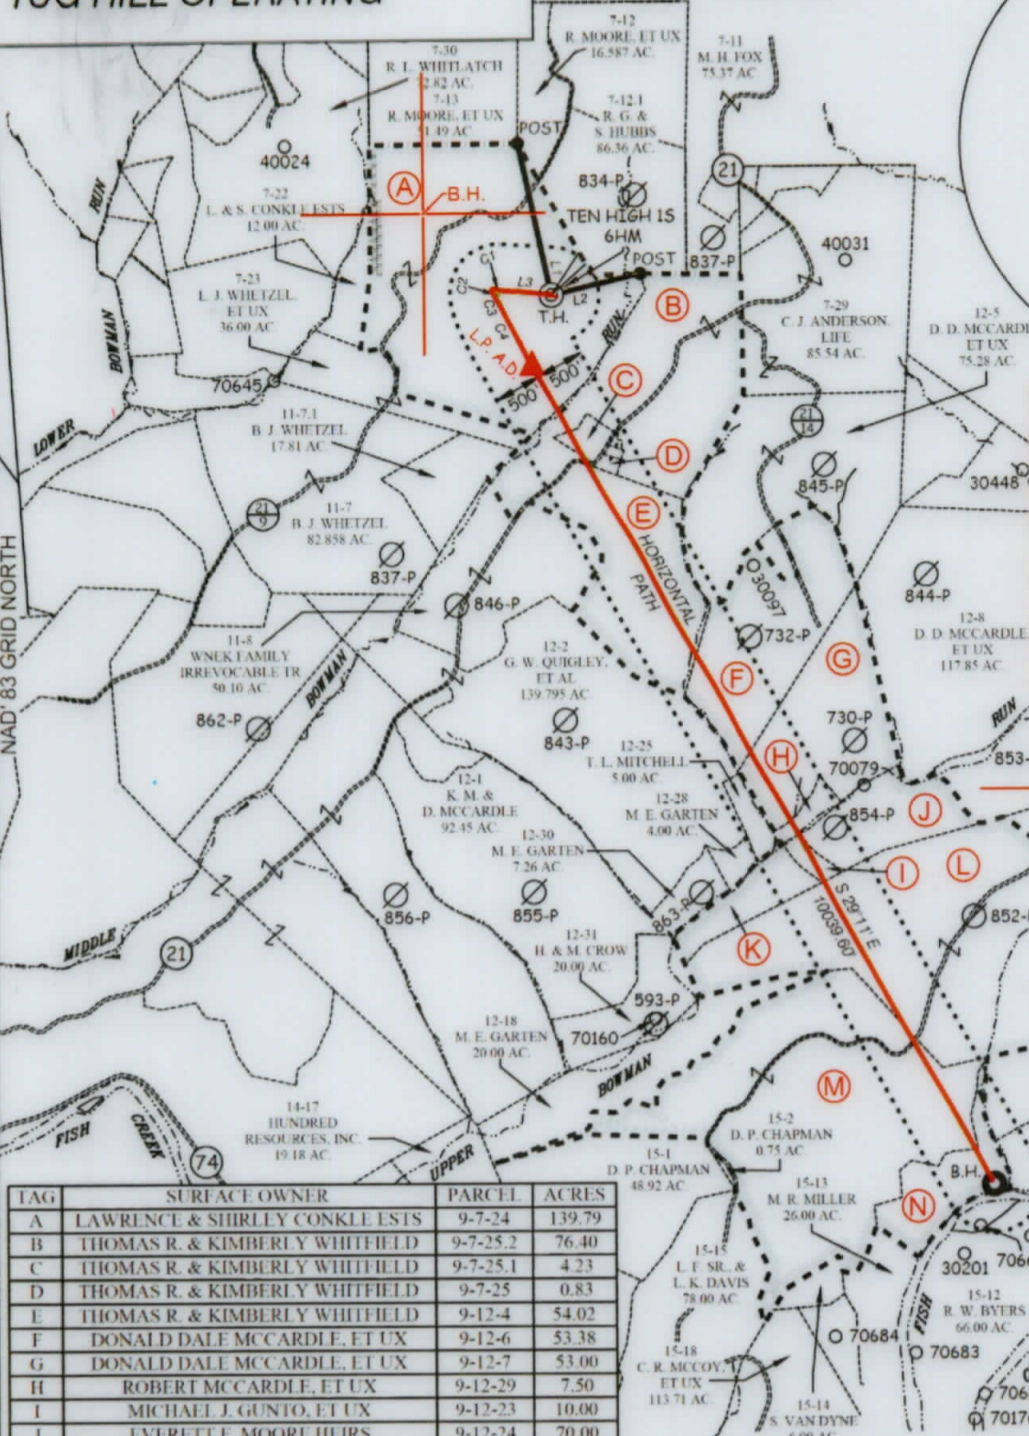 TUG HILL OPERATING
7-12
R. MOORE, ET UX
16.587 AC.
7-30
R. L. WHITLATCH
7-13
R. MOORE, ET UX
7-11
M. H. FOX
75.37 AC.
7-12.1
R. G. &
S. HUBBS
86.36 AC.
POST
40024
21
A
B.H.
834-P
7-22
L. & S. CONKLE ESTS
12.00 AC.
TEN HIGH 1S
6HM
837-P
40031
RUN
BOWMAN
LOWER
7-23
L. J. WHETZEL,
ET UX
36.00 AC.
C1
C2
C3
C4
L3
L1
L2
T.H.
POST
B
7-29
C. J. ANDERSON,
LIFE
85.54 AC.
12-5
D. D. MCCARDLE
ET UX
75.28 AC.
L.P. A.D.
RUN
500'
500'
C
70645
11-7.1
B. J. WHETZEL
17.81 AC.
21
14
D
845-P
30448
21
9
11-7
B. J. WHETZEL
82.858 AC.
E
HORIZONTAL
PATH
NAD' 83 GRID NORTH
837-P
30097
844-P
846-P
732-P
12-8
D. D. MCCARDLE
ET UX
117.85 AC.
11-8
WNEK FAMILY
IRREVOCABLE TR
50.10 AC.
12-2
G. W. QUIGLEY,
ET AL
139.795 AC.
G
F
BOWMAN
862-P
843-P
730-P
RUN
12-25
T. L. MITCHELL
5.00 AC.
H
70079
853-
12-1
K. M. &
D. MCCARDLE
92.45 AC.
12-28
M. E. GARTEN
4.00 AC.
854-P
J
12-30
M. E. GARTEN
7.26 AC.
I
L
856-P
855-P
863-P
S 29°11' E
10039.60'
852-
MIDDLE
21
12-31
H. & M. CROW
20.00 AC.
K
593-P
70160
12-18
M. E. GARTEN
20.00 AC.
BOWMAN
M
FISH
CREEK
14-17
HUNDRED
RESOURCES, INC.
19.18 AC.
74
UPPER
15-2
D. P. CHAPMAN
0.75 AC.
15-1
D. P. CHAPMAN
48.92 AC.
15-13
M. R. MILLER
26.00 AC.
B.H.
N
TAG SURFACE OWNER PARCEL ACRES
A LAWRENCE & SHIRLEY CONKLE ESTS 9-7-24 139.79
B THOMAS R. & KIMBERLY WHITFIELD 9-7-25.2 76.40
C THOMAS R. & KIMBERLY WHITFIELD 9-7-25.1 4.23
D THOMAS R. & KIMBERLY WHITFIELD 9-7-25 0.83
E THOMAS R. & KIMBERLY WHITFIELD 9-12-4 54.02
F DONALD DALE MCCARDLE, ET UX 9-12-6 53.38
G DONALD DALE MCCARDLE, ET UX 9-12-7 53.00
H ROBERT MCCARDLE, ET UX 9-12-29 7.50
I MICHAEL J. GUNTO, ET UX 9-12-23 10.00
EVERETT F. MOORE HEIRS 9-12-24 70.00
15-15
L. F. SR., &
L. K. DAVIS
78.00 AC.
30201
FISH
15-12
R. W. BYERS
66.00 AC.
70684
70683
15-18
C. R. MCCOY,
ET UX
113.71 AC.
15-14
S. VAN DYNE